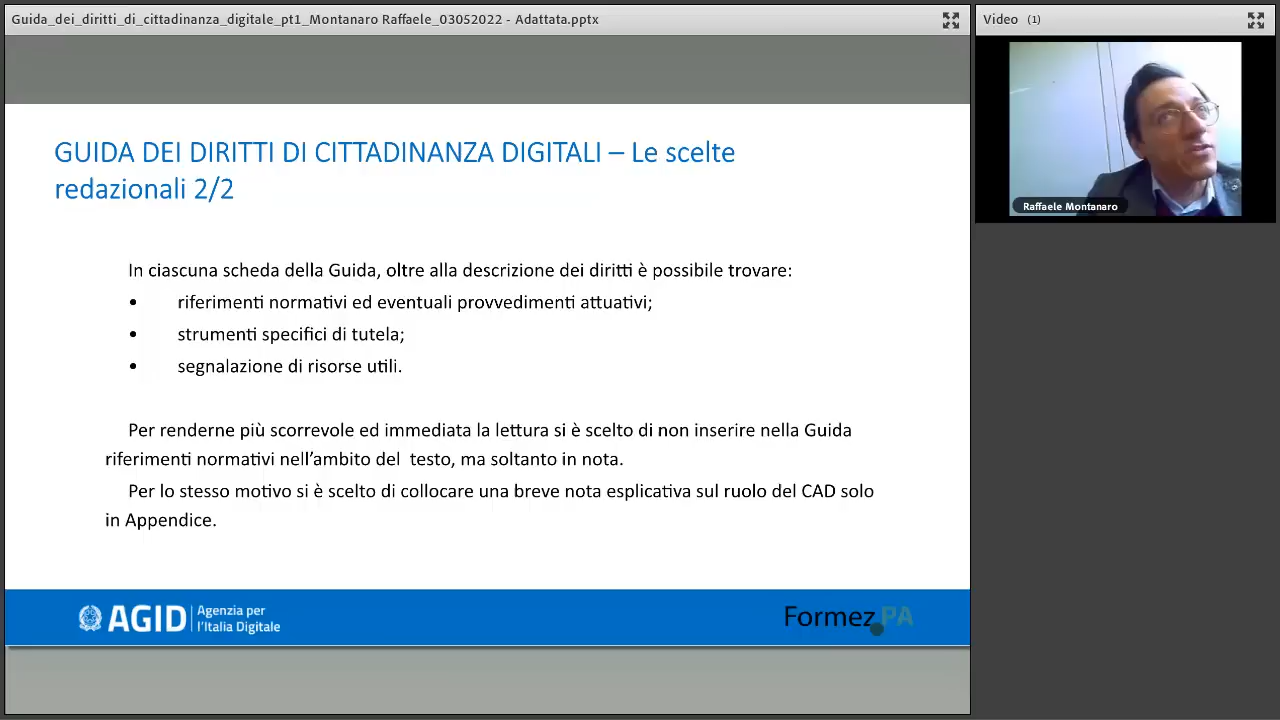 Guida_dei_diritti_di_cittadinanza_digitale_pt1_Montanaro Raffaele_03052022 - Adattata.pptx
Video (1)
Raffaele Montanaro
GUIDA DEI DIRITTI DI CITTADINANZA DIGITALI – Le scelte
redazionali 2/2
In ciascuna scheda della Guida, oltre alla descrizione dei diritti è possibile trovare:
• riferimenti normativi ed eventuali provvedimenti attuativi;
• strumenti specifici di tutela;
• segnalazione di risorse utili.
Per renderne più scorrevole ed immediata la lettura si è scelto di non inserire nella Guida
riferimenti normativi nell’ambito del testo, ma soltanto in nota.
Per lo stesso motivo si è scelto di collocare una breve nota esplicativa sul ruolo del CAD solo
in Appendice.
AGID
Agenzia per
l’Italia Digitale
Formez PA